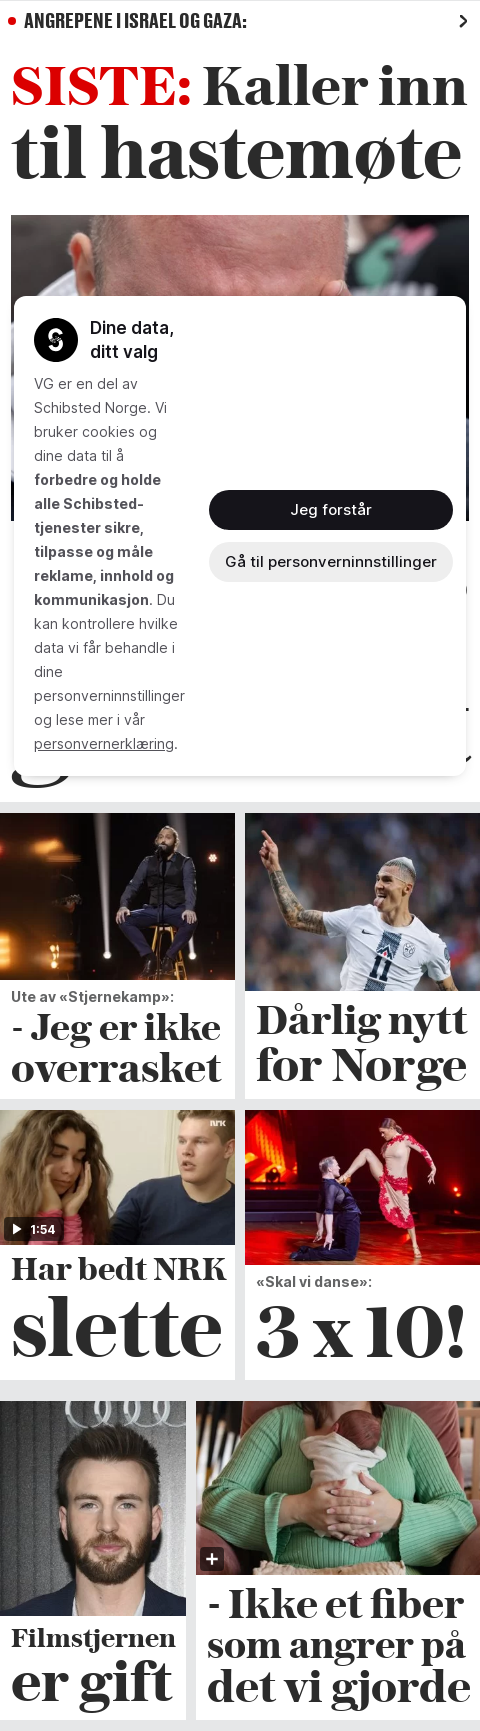 ANGREPENE I ISRAEL OG GAZA:
SISTE: Kaller inn
til hastemøte
Dine data,
ditt valg
VG er en del av
Schibsted Norge. Vi
bruker cookies og
dine data til å
forbedre og holde
alle Schibsted-
tjenester sikre,
tilpasse og måle
reklame, innhold og
kommunikasjon. Du
kan kontrollere hvilke
data vi får behandle i
dine
personverninnstillinger
og lese mer i vår
personvernerklæring.
Jeg forstår
Gå til personverninnstillinger
Ute av «Stjernekamp»:
- Jeg er ikke
overrasket
11
Dårlig nytt
for Norge
NRK
1:54
Har bedt NRK
slette
«Skal vi danse»:
3 x 10!
Filmstjernen
er gift
- Ikke et fiber
som angrer på
det vi gjorde